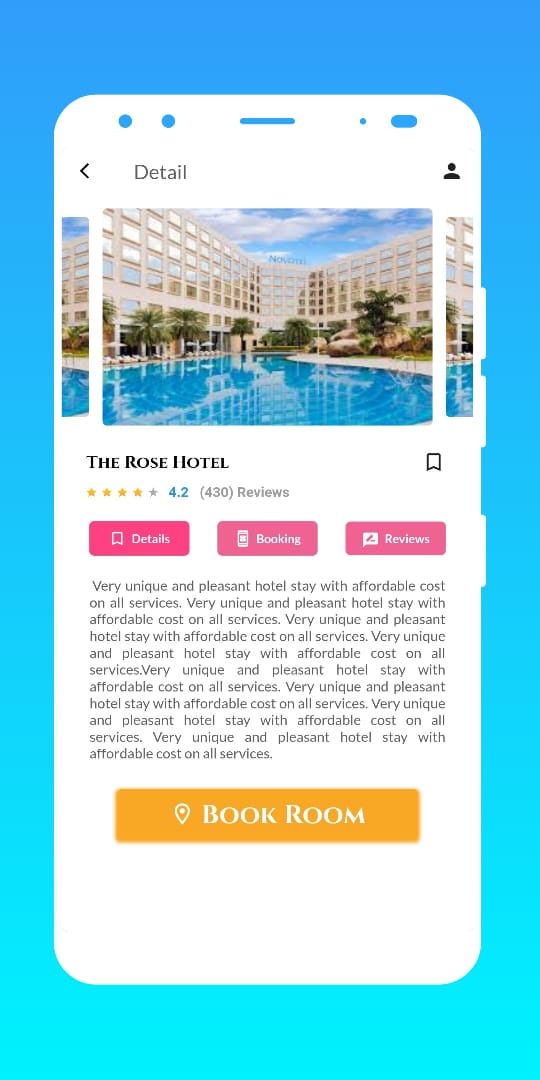 Detail
NOVOTEL
The Rose Hotel
4.2 (430) Reviews
Details
Booking
Reviews
Very unique and pleasant hotel stay with affordable cost
on all services. Very unique and pleasant hotel stay with
affordable cost on all services. Very unique and pleasant
hotel stay with affordable cost on all services. Very unique
and pleasant hotel stay with affordable cost on all
services.Very unique and pleasant hotel stay with
affordable cost on all services. Very unique and pleasant
hotel stay with affordable cost on all services. Very unique
and pleasant hotel stay with affordable cost on all
services. Very unique and pleasant hotel stay with
affordable cost on all services.
Book Room